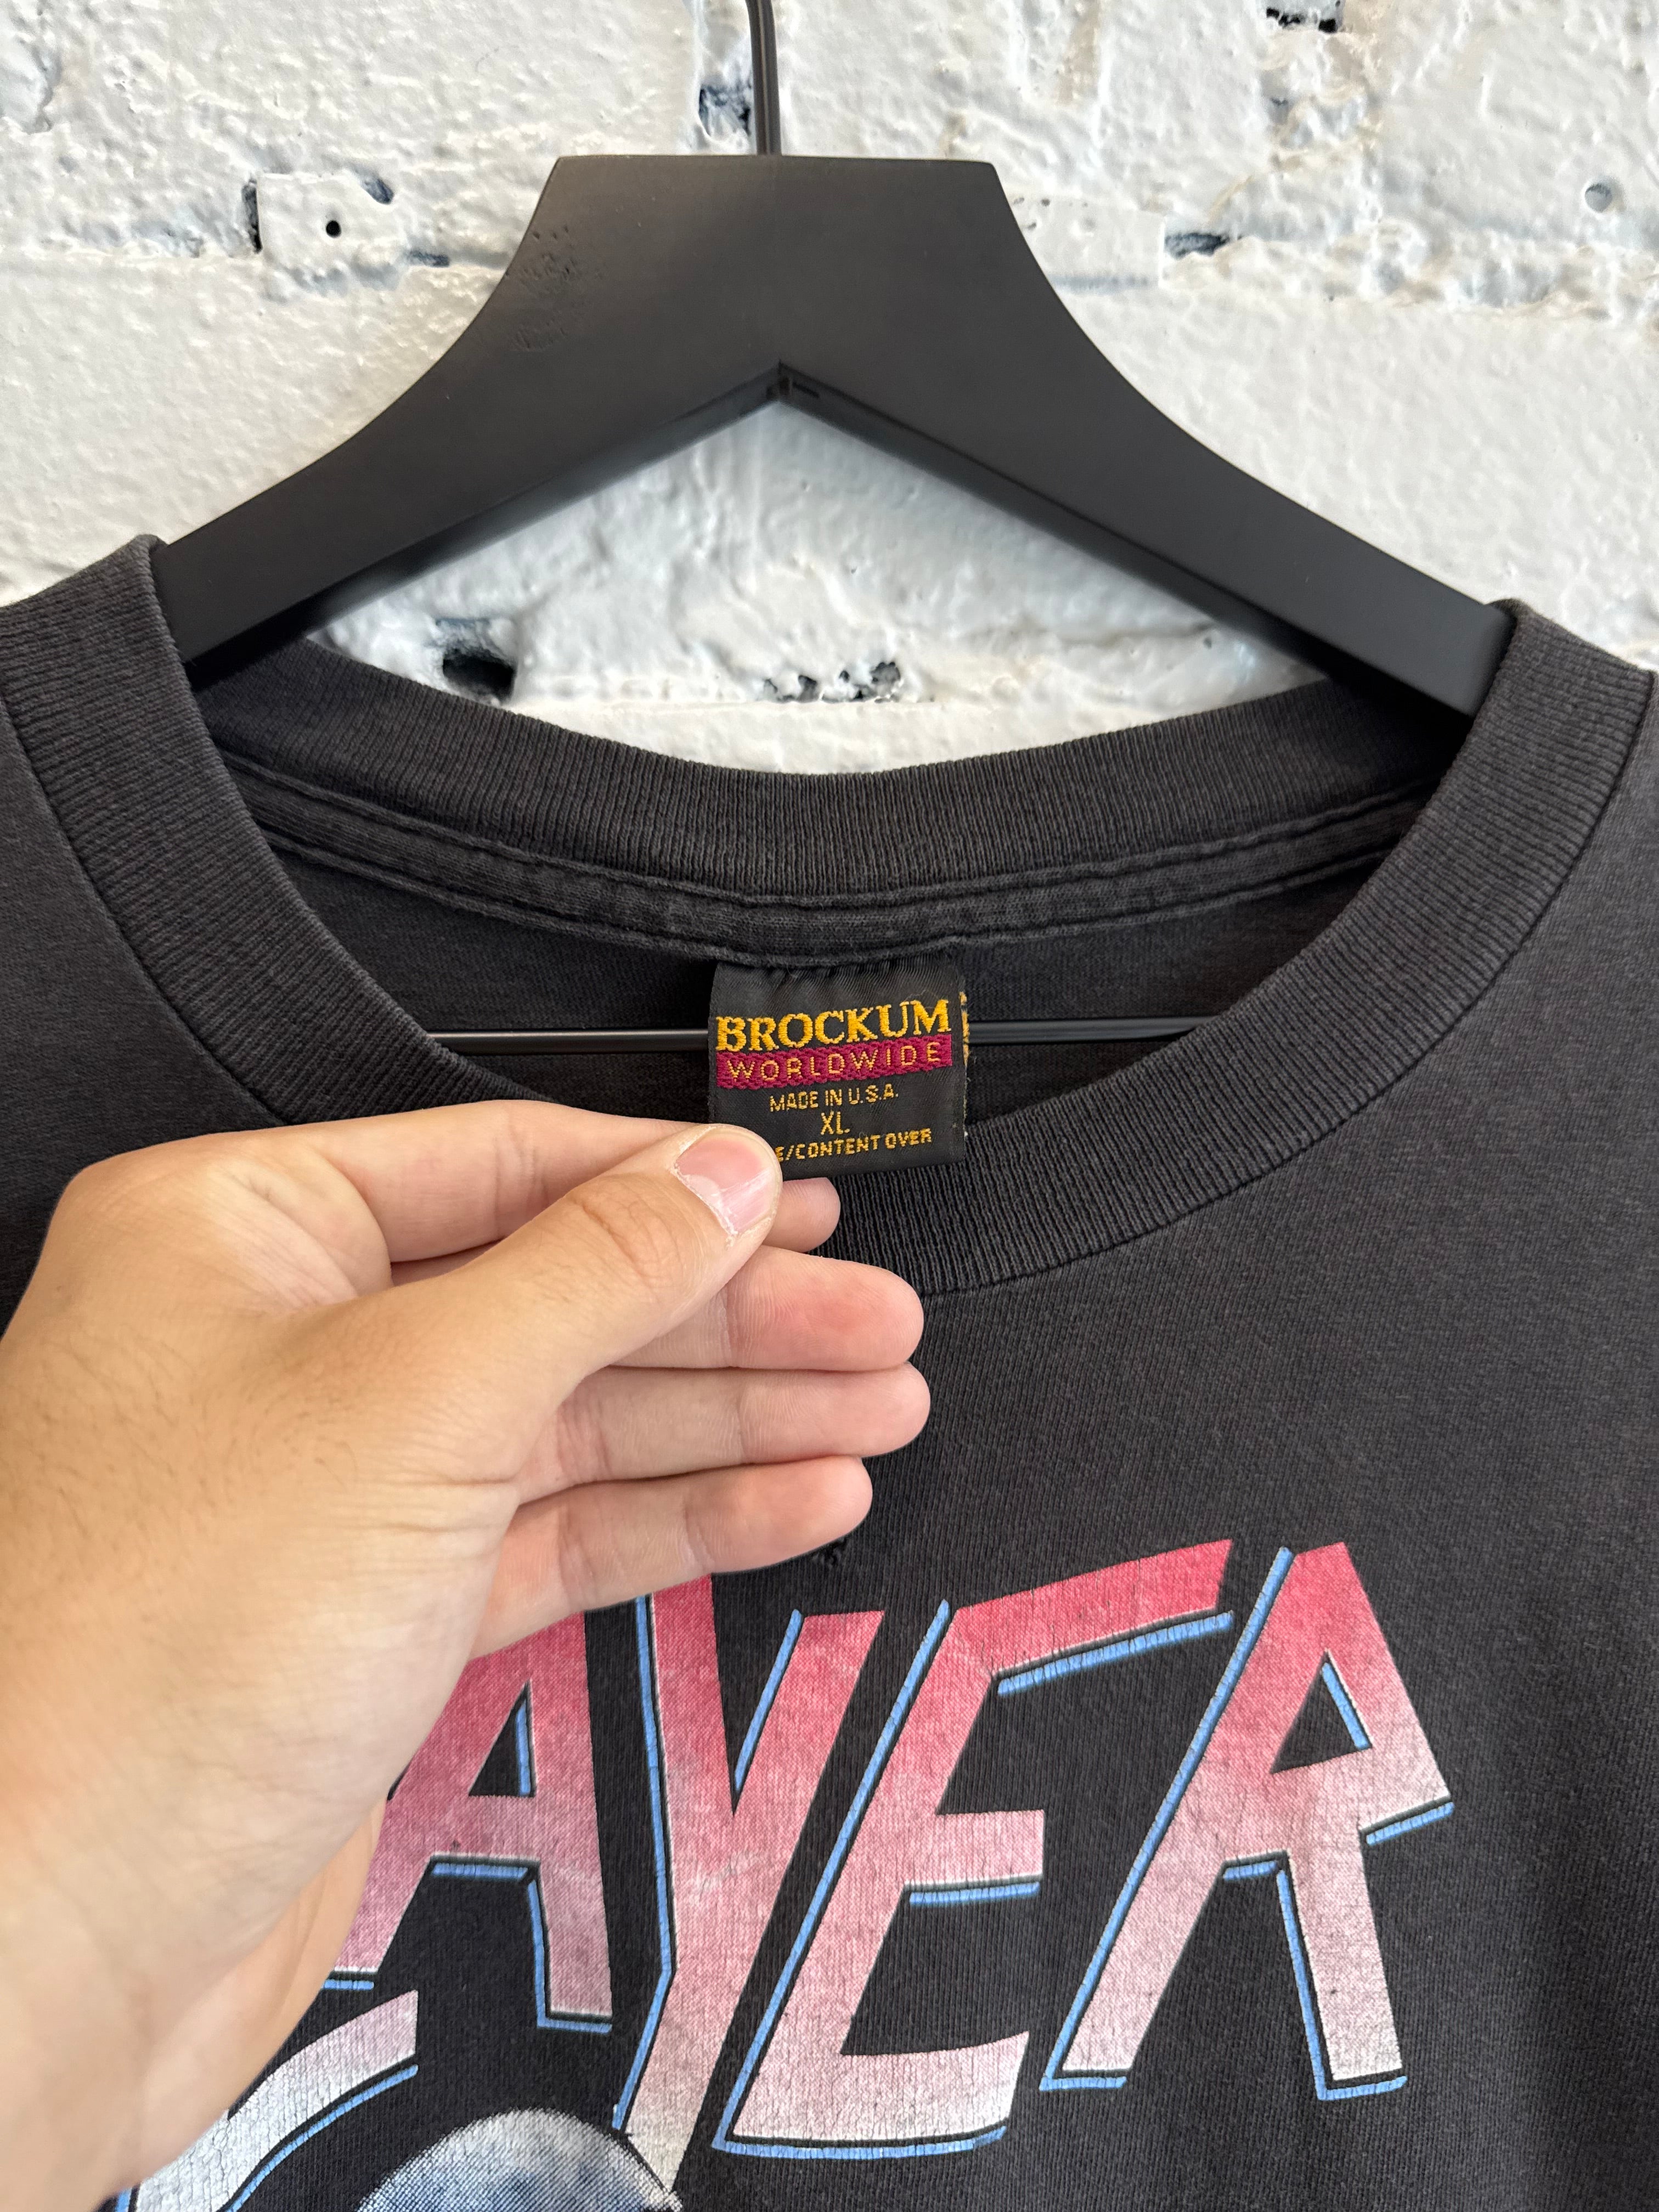 BROCKUM
WORLDWIDE
MADE IN U.S.A.
XL
E/CONTENT OVER
AYER